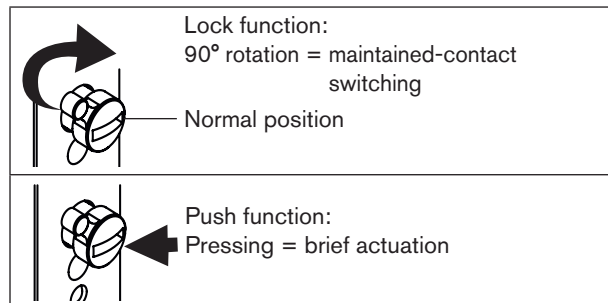 Lock function:
90° rotation = maintained-contact
switching
Normal position
Push function:
Pressing = brief actuation